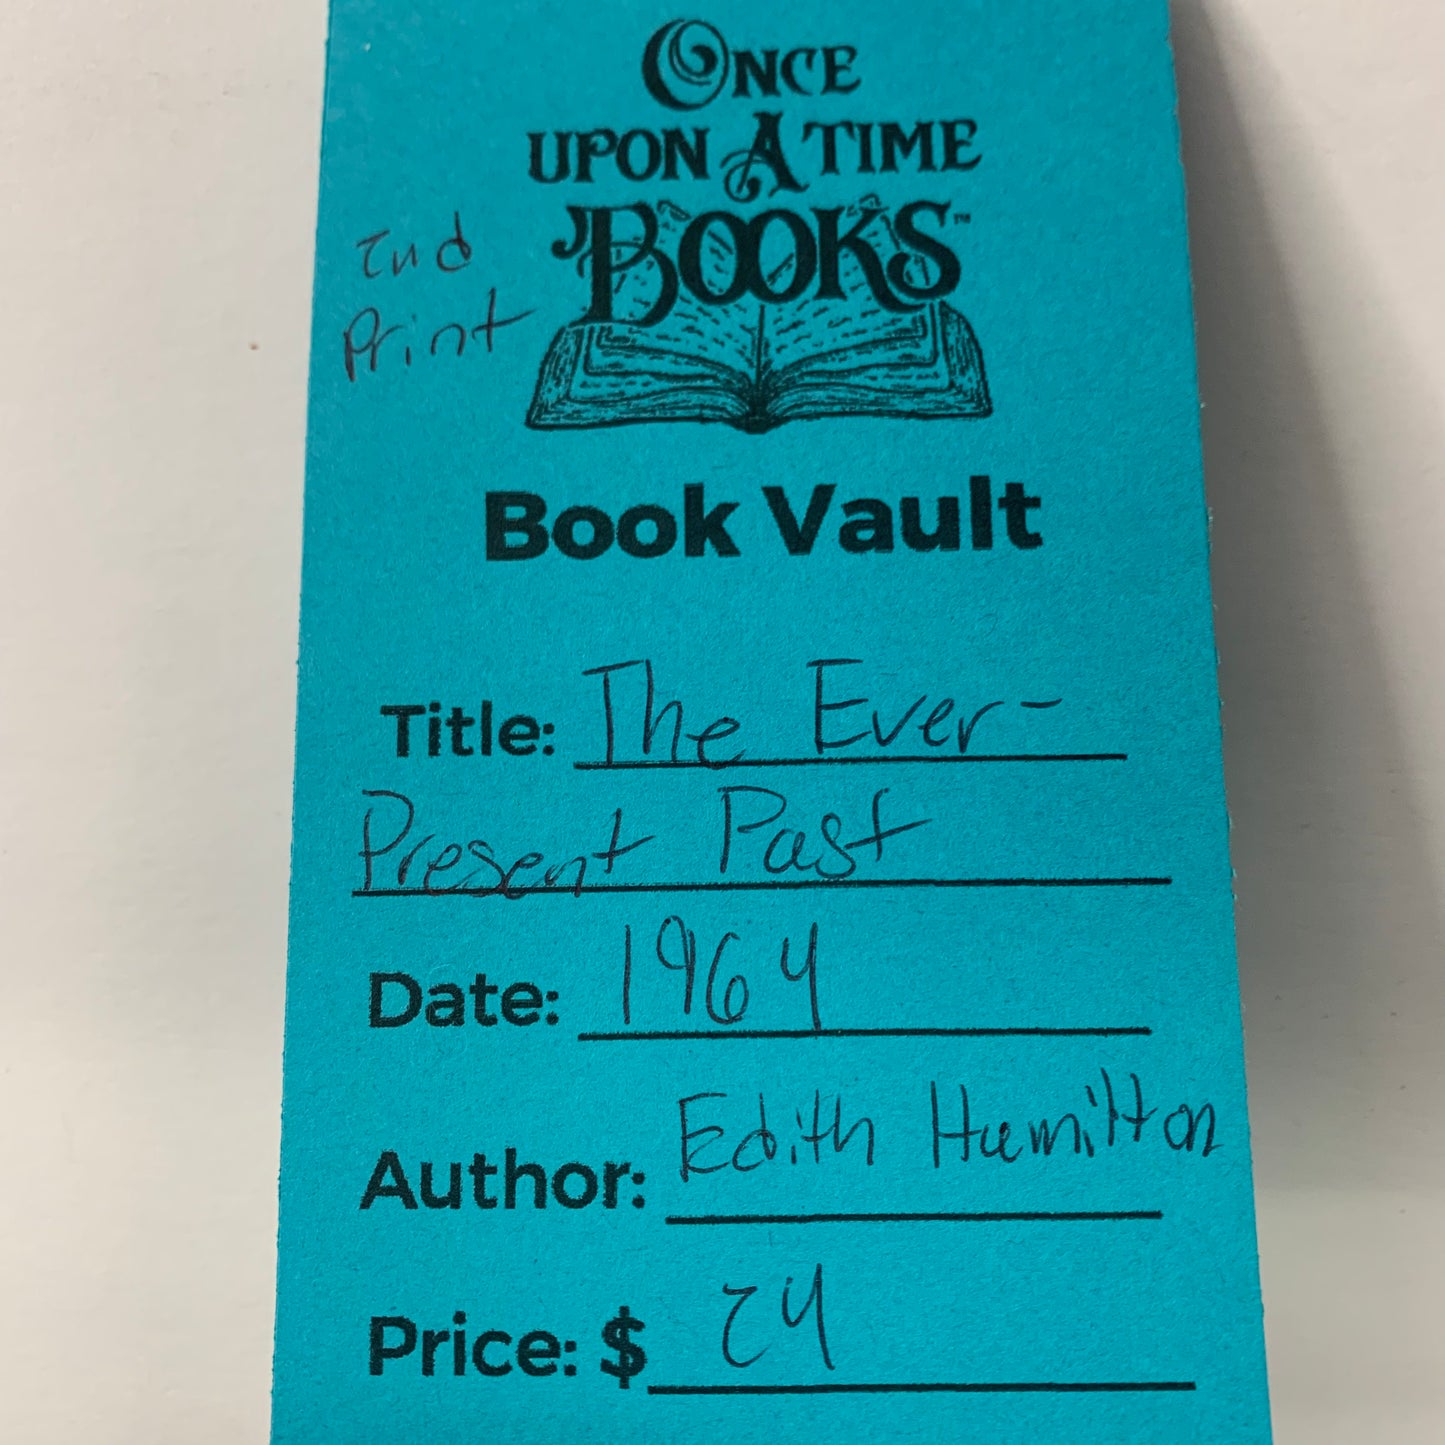 ONCE
UPON A TIME
BOOKS™
2nd
Print
Book Vault
Title: The Ever-
Present Past
Date: 1964
Author: Edith Hamilton
Price: $ 24